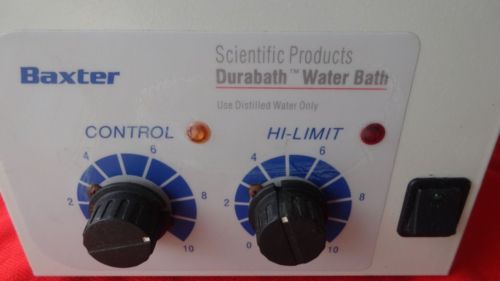 Baxter
Scientific Products
Durabath™ Water Bath
Use Distilled Water Only
CONTROL
HI-LIMIT
0 2 4 6 8 10
0 2 4 6 8 10